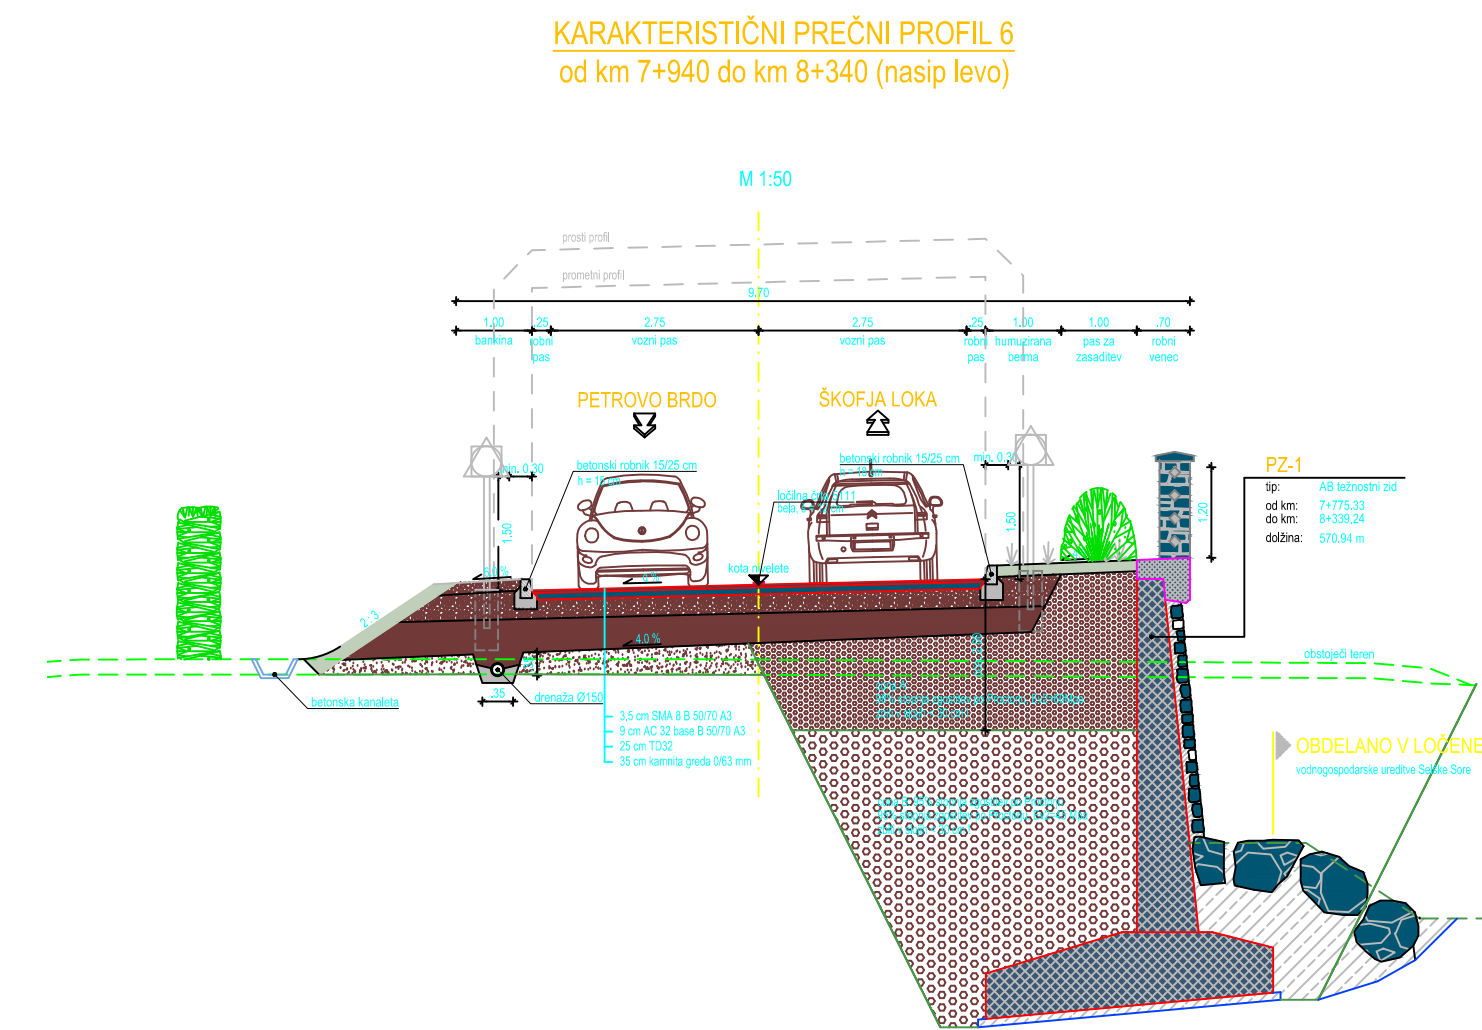 KARAKTERISTIČNI PREČNI PROFIL 6
od km 7+940 do km 8+340 (nasip levo)
M 1:50
prosti profil
prometni profil
9.70
1.00
.25
2.75
2.75
.25
1.00
1.00
.70
bankina
robni
pas
vozni pas
vozni pas
robni
pas
humuzirana
berma
pas za
zasaditev
robni
venec
PETROVO BRDO
ŠKOFJA LOKA
min. 0.30
betonski robnik 15/25 cm
betonski robnik 15/25 cm
min. 0.30
ločilna črta
bela
1.50
1.50
1.20
PZ-1
tip: AB težnostni zid
od km: 7+775.33
do km: 8+339.24
dolžina: 570,94 m
kota nivelete
6.0 %
2 : 3
4.0 %
obstoječi teren
betonska kanaleta
.35
drenaža Ø150
3,5 cm SMA 8 B 50/70 A3
9 cm AC 32 base B 50/70 A3
25 cm TD32
35 cm kamnita greda 0/63 mm
OBDELANO V LOČENE
vodnogospodarske ureditve Selške Sore